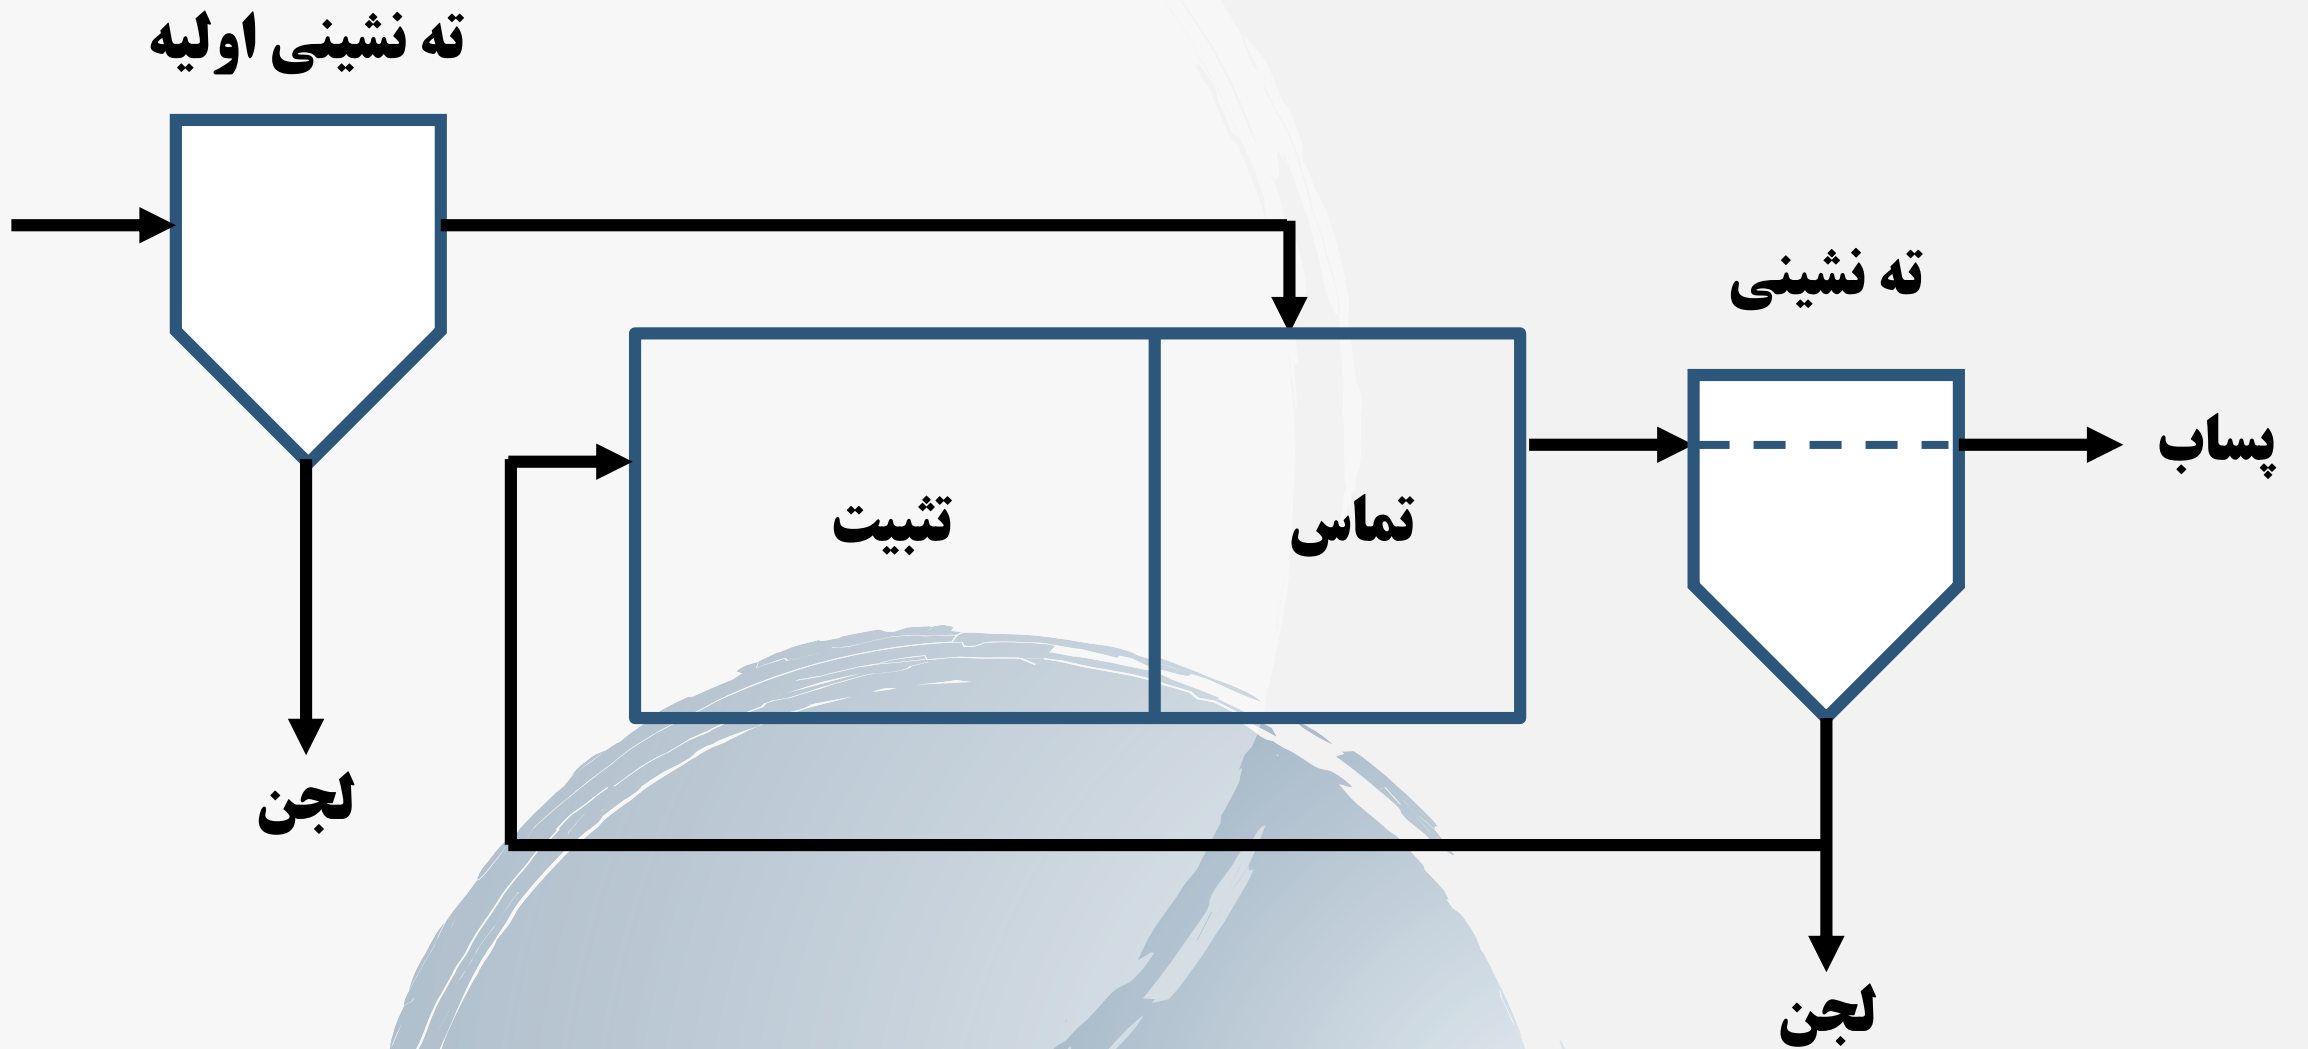 ته نشینی اولیه
ته نشینی
پساب
تثبیت
تماس
لجن
لجن